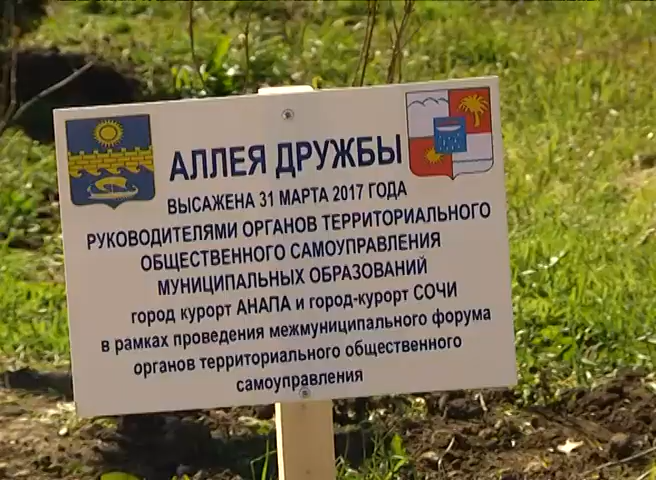 АЛЛЕЯ ДРУЖБЫ
ВЫСАЖЕНА 31 МАРТА 2017 ГОДА
РУКОВОДИТЕЛЯМИ ОРГАНОВ ТЕРРИТОРИАЛЬНОГО
ОБЩЕСТВЕННОГО САМОУПРАВЛЕНИЯ
МУНИЦИПАЛЬНЫХ ОБРАЗОВАНИЙ
город курорт АНАПА и город-курорт СОЧИ
в рамках проведения межмуниципального форума
органов территориального общественного
самоуправления